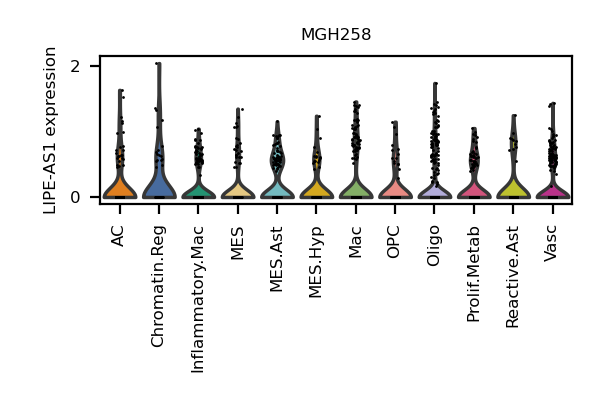 MGH258
LIPE-AS1 expression
2
0
AC
Chromatin.Reg
Inflammatory.Mac
MES
MES.Ast
MES.Hyp
Mac
OPC
Oligo
Prolif.Metab
Reactive.Ast
Vasc